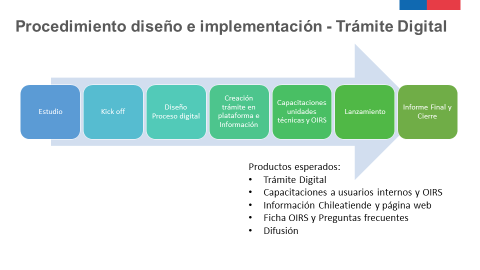 Procedimiento diseño e implementación - Trámite Digital
Estudio
Kick off
Diseño
Proceso digital
Creación
trámite en
plataforma e
Información
Capacitaciones
unidades
técnicas y OIRS
Lanzamiento
Informe Final y
Cierre
Productos esperados:
• Trámite Digital
• Capacitaciones a usuarios internos y OIRS
• Información Chileatiende y página web
• Ficha OIRS y Preguntas frecuentes
• Difusión